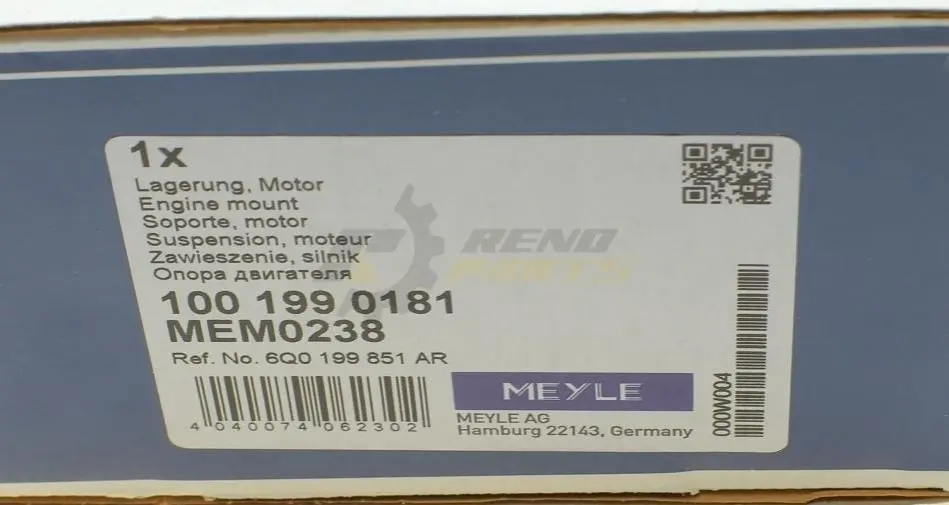 1x
Lagerung, Motor
Engine mount
Soporte, motor
Suspension, moteur
Zawieszenie, silnik
Опора двигателя
RENO
PARTS
100 199 0181
MEM0238
Ref. No. 6Q0 199 851 AR
4 040074 062302
MEYLE
MEYLE AG
Hamburg 22143, Germany
000W004